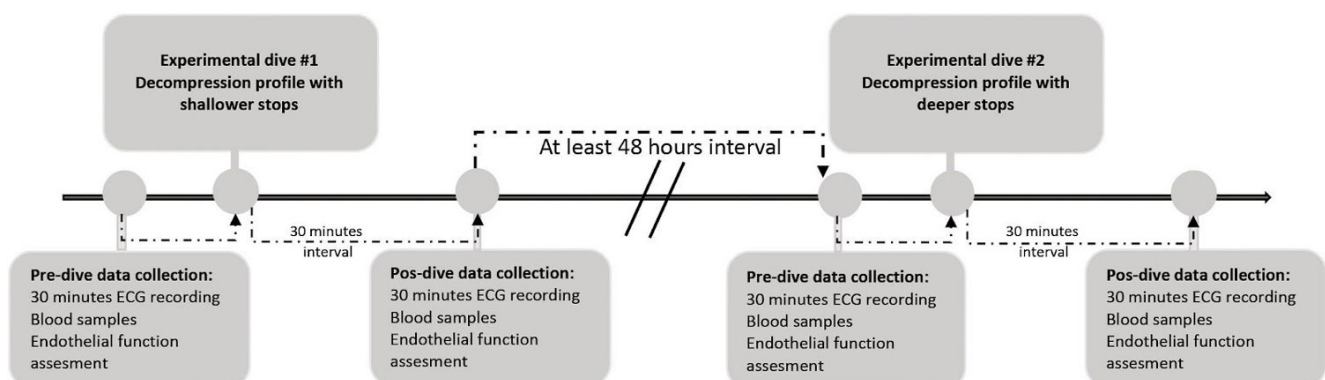 Experimental dive #1
Decompression profile with
shallower stops
Experimental dive #2
Decompression profile with
deeper stops
At least 48 hours interval
30 minutes
interval
30 minutes
interval
Pre-dive data collection:
30 minutes ECG recording
Blood samples
Endothelial function
assesment
Pos-dive data collection:
30 minutes ECG recording
Blood samples
Endothelial function
assesment
Pre-dive data collection:
30 minutes ECG recording
Blood samples
Endothelial function
assesment
Pos-dive data collection:
30 minutes ECG recording
Blood samples
Endothelial function
assesment